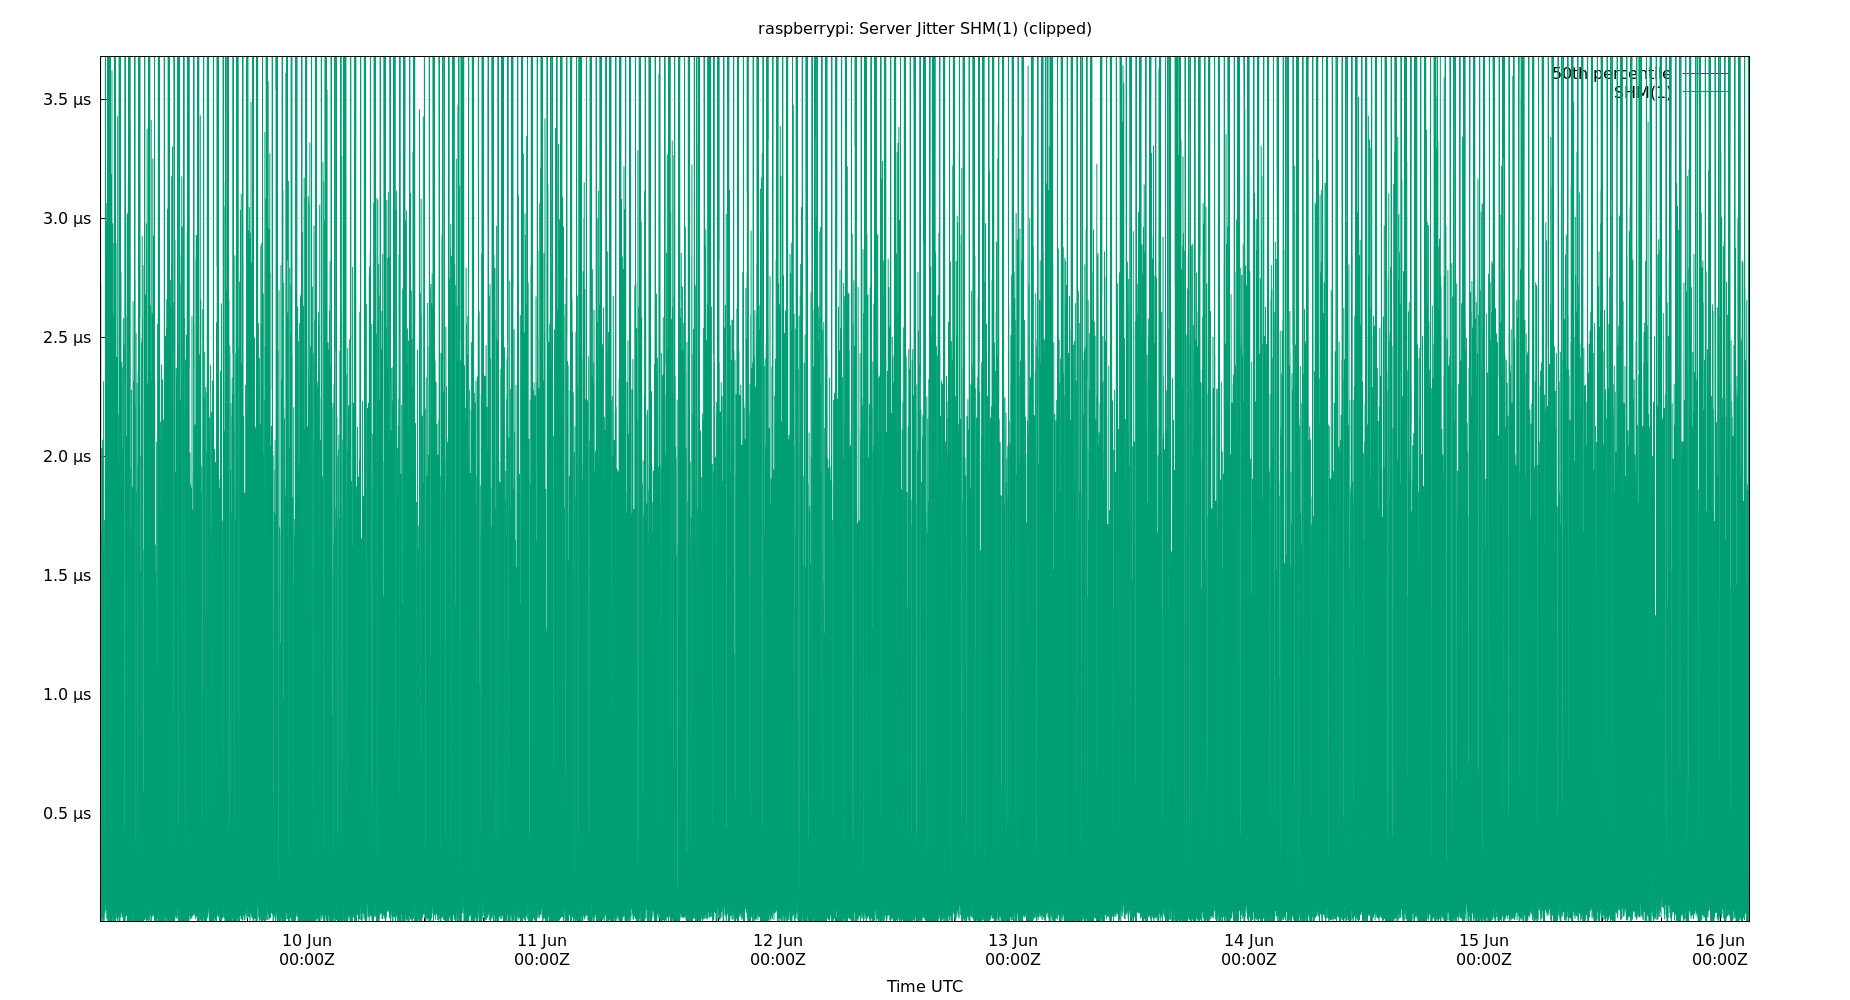 raspberrypi: Server Jitter SHM(1) (clipped)
50th percentile
SHM(1)
3.5 µs
3.0 µs
2.5 µs
2.0 µs
1.5 µs
1.0 µs
0.5 µs
10 Jun 11 Jun 12 Jun 13 Jun 14 Jun 15 Jun 16 Jun
00:00Z 00:00Z 00:00Z 00:00Z 00:00Z 00:00Z 00:00Z
Time UTC